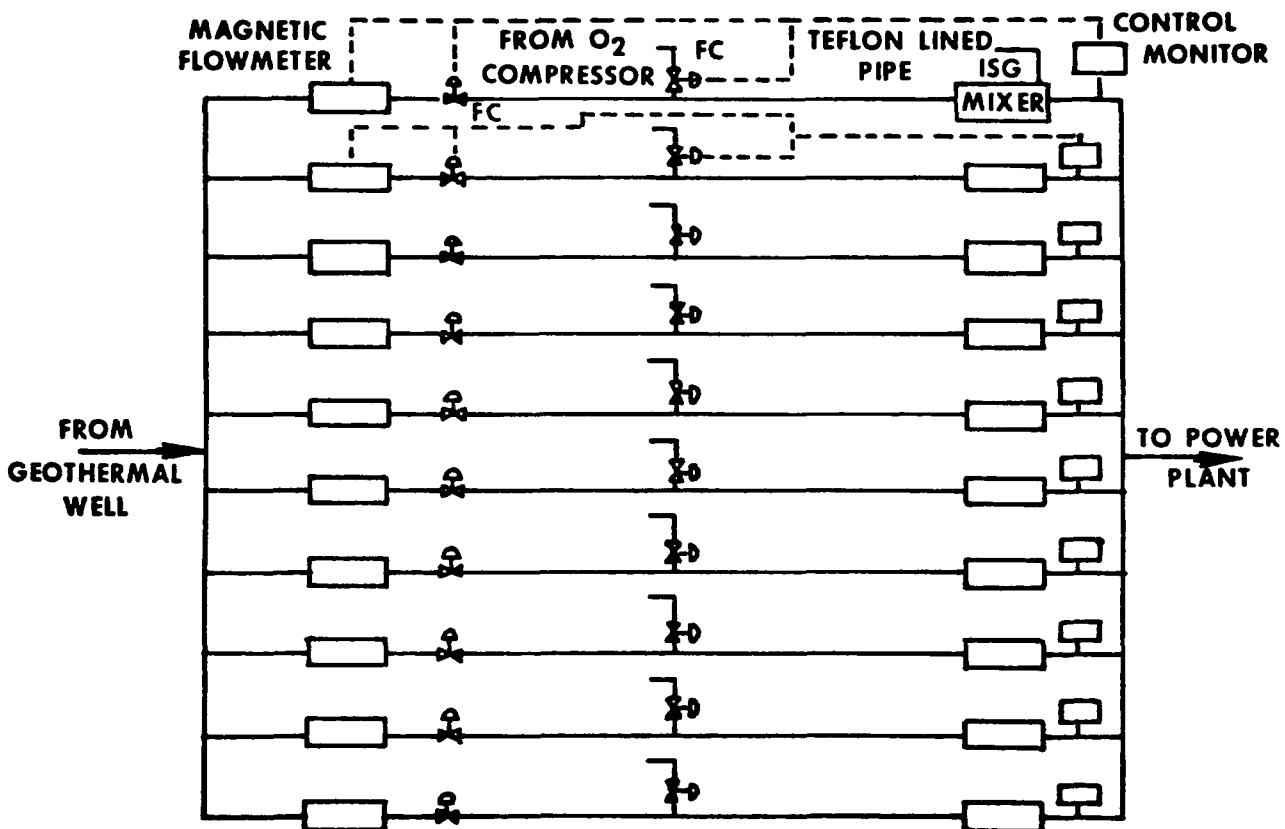 MAGNETIC
FLOWMETER
FROM O2
COMPRESSOR
FC
TEFLON LINED
PIPE
ISG
MIXER
CONTROL
MONITOR
FC
FROM
GEOTHERMAL
WELL
TO POWER
PLANT